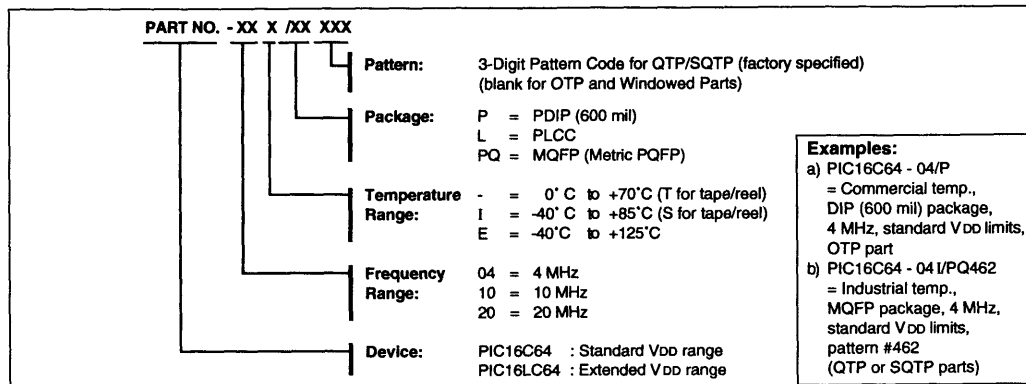 PART NO. - XX X /XX XXX
Pattern: 3-Digit Pattern Code for QTP/SQTP (factory specified)
(blank for OTP and Windowed Parts)
Package: P = PDIP (600 mil)
L = PLCC
PQ = MQFP (Metric PQFP)
Temperature - = 0°C to +70°C (T for tape/reel)
Range: I = -40°C to +85°C (S for tape/reel)
E = -40°C to +125°C
Frequency 04 = 4 MHz
Range: 10 = 10 MHz
20 = 20 MHz
Device: PIC16C64 : Standard VDD range
PIC16LC64 : Extended VDD range
Examples:
a) PIC16C64 - 04/P
= Commercial temp.,
DIP (600 mil) package,
4 MHz, standard VDD limits,
OTP part
b) PIC16C64 - 04 I/PQ462
= Industrial temp.,
MQFP package, 4 MHz,
standard VDD limits,
pattern #462
(QTP or SQTP parts)